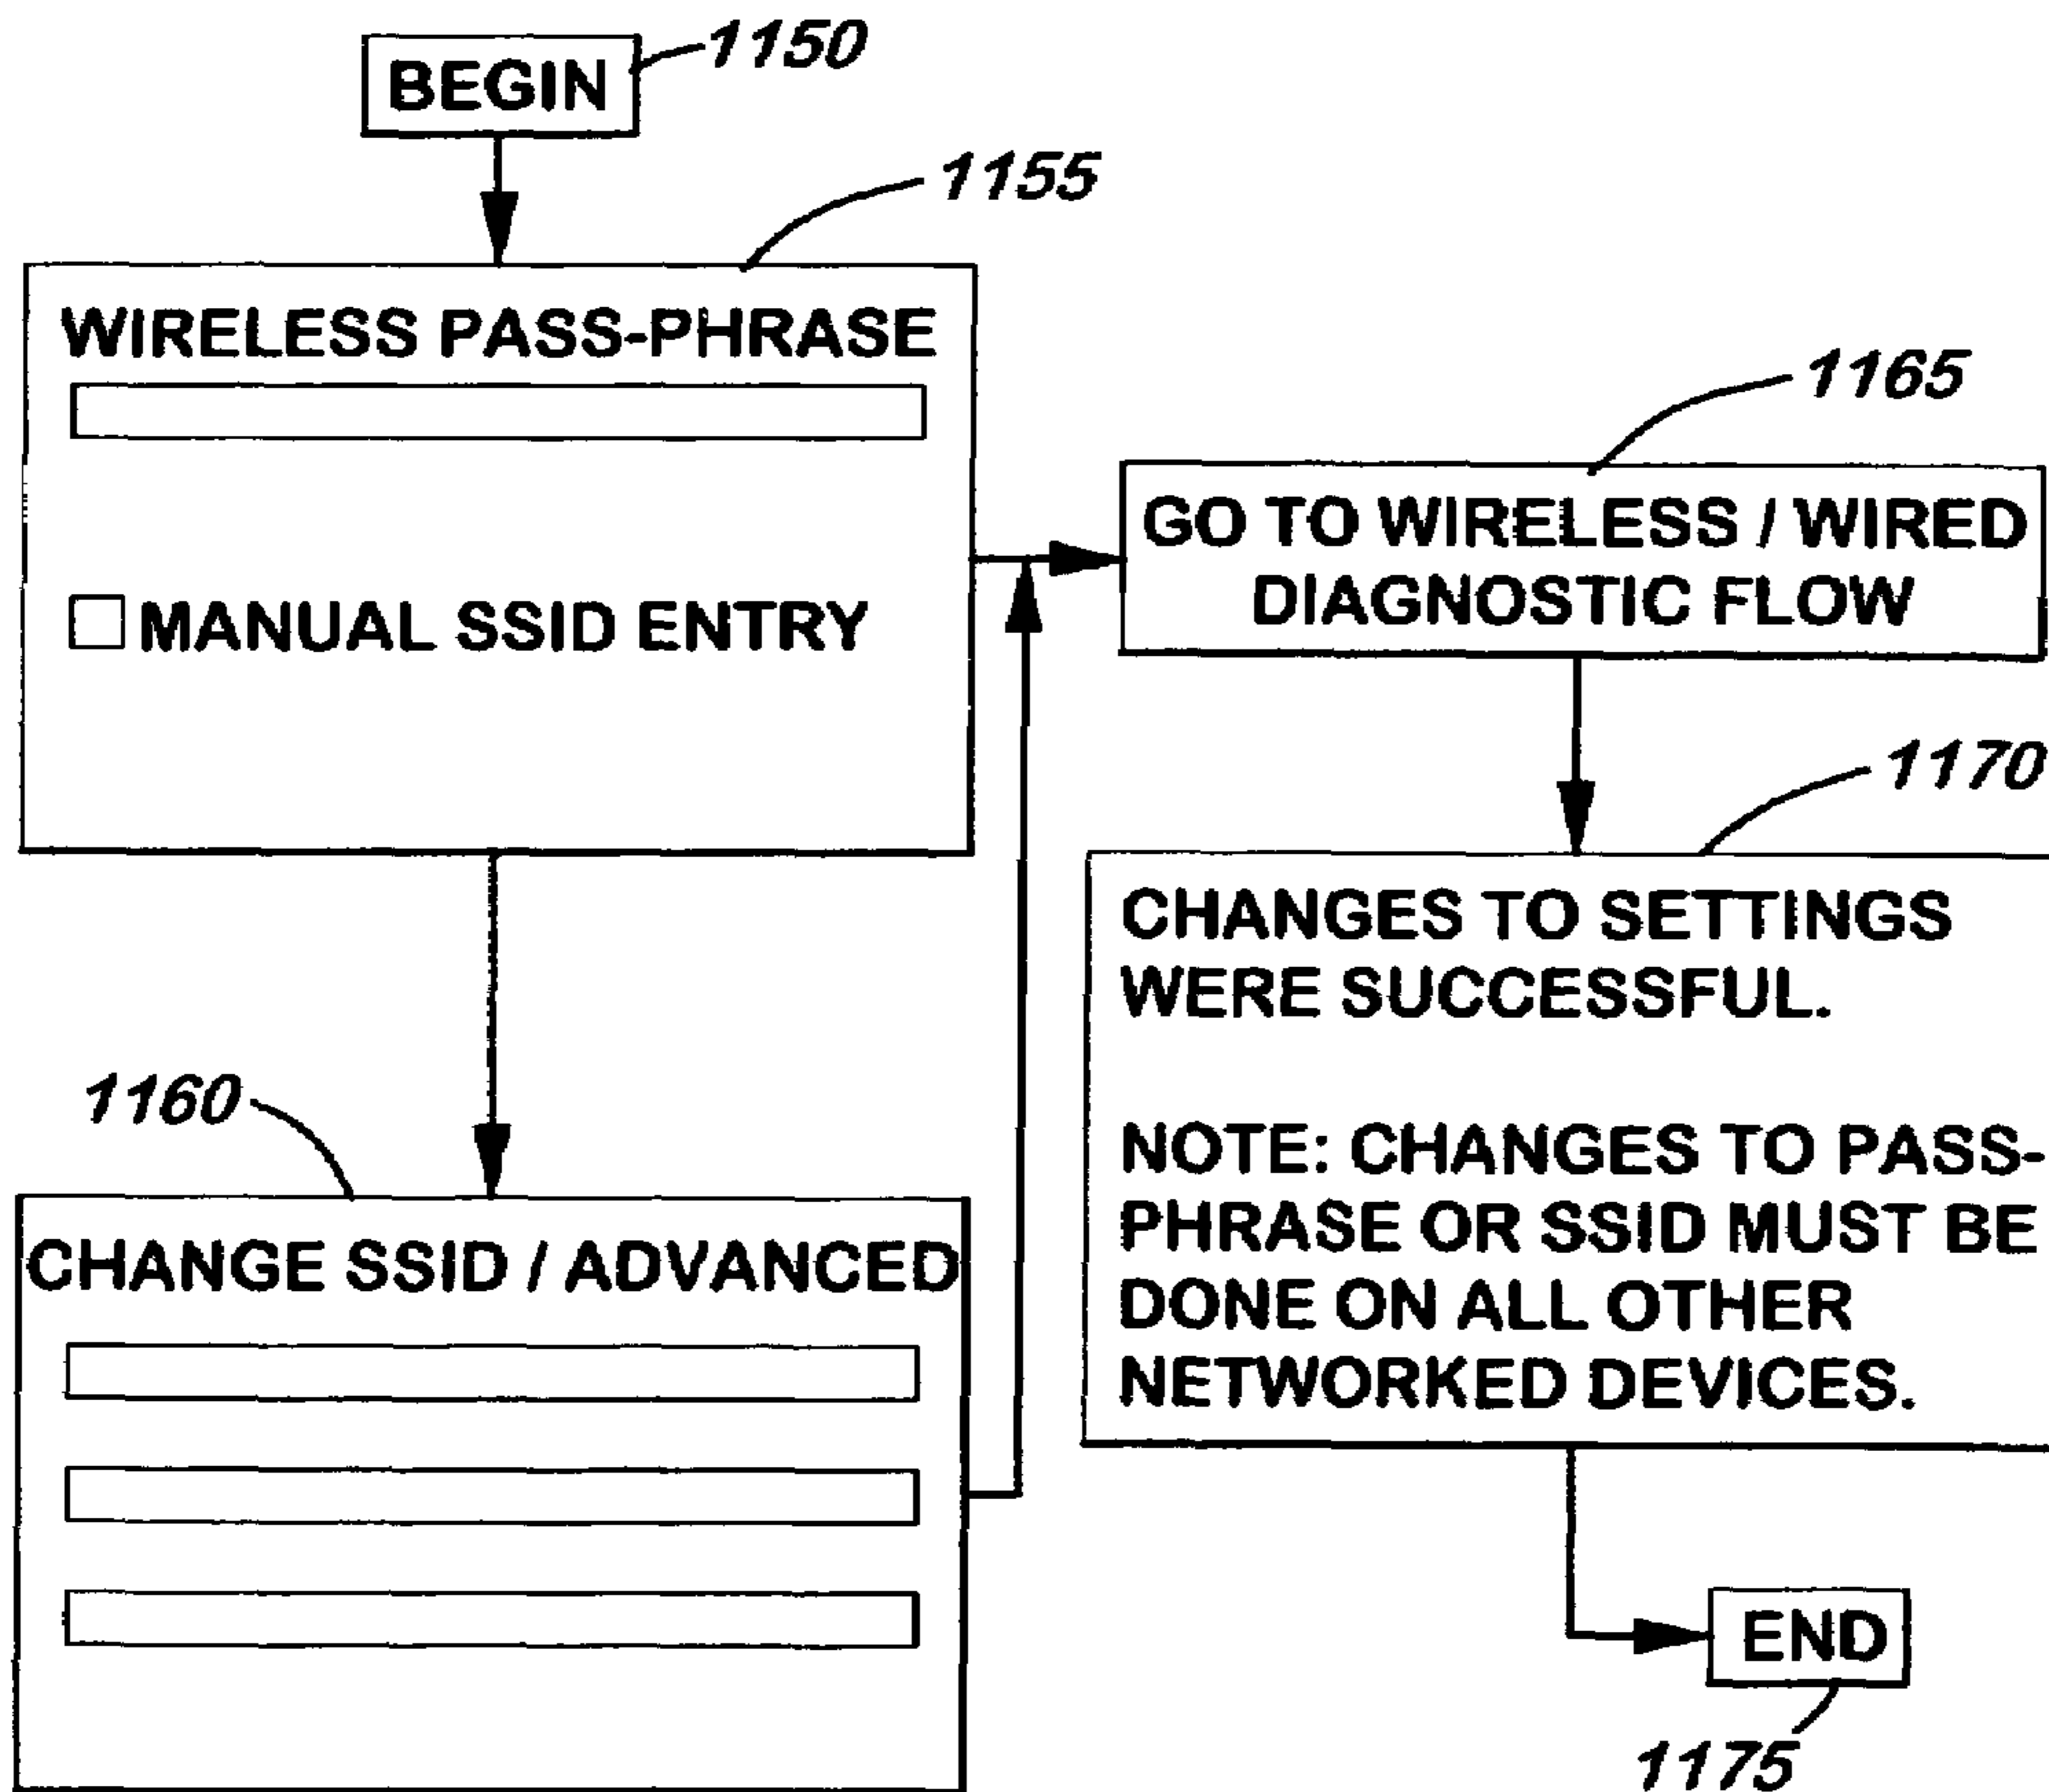 BEGIN
1150
1155
WIRELESS PASS-PHRASE
MANUAL SSID ENTRY
1165
GO TO WIRELESS / WIRED
DIAGNOSTIC FLOW
1170
CHANGES TO SETTINGS
WERE SUCCESSFUL.
NOTE: CHANGES TO PASS-
PHRASE OR SSID MUST BE
DONE ON ALL OTHER
NETWORKED DEVICES.
1160
CHANGE SSID / ADVANCED
END
1175